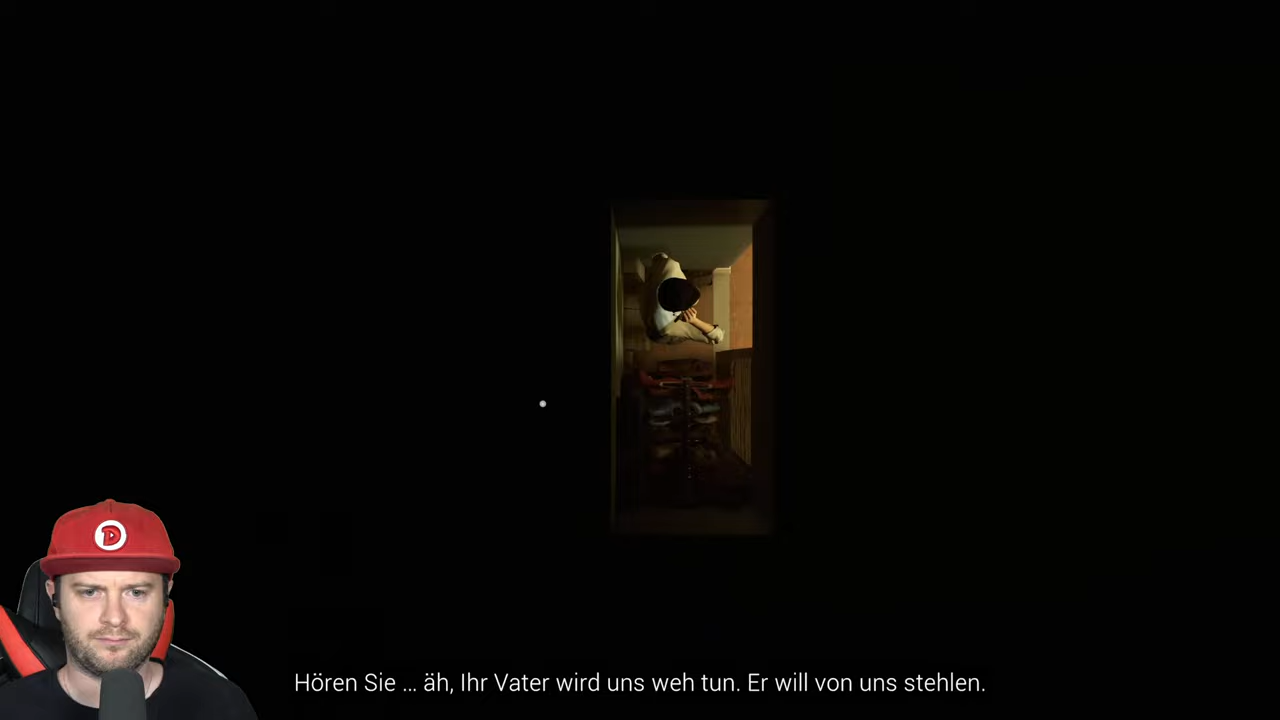 D
Hören Sie ... äh, Ihr Vater wird uns weh tun. Er will von uns stehlen.